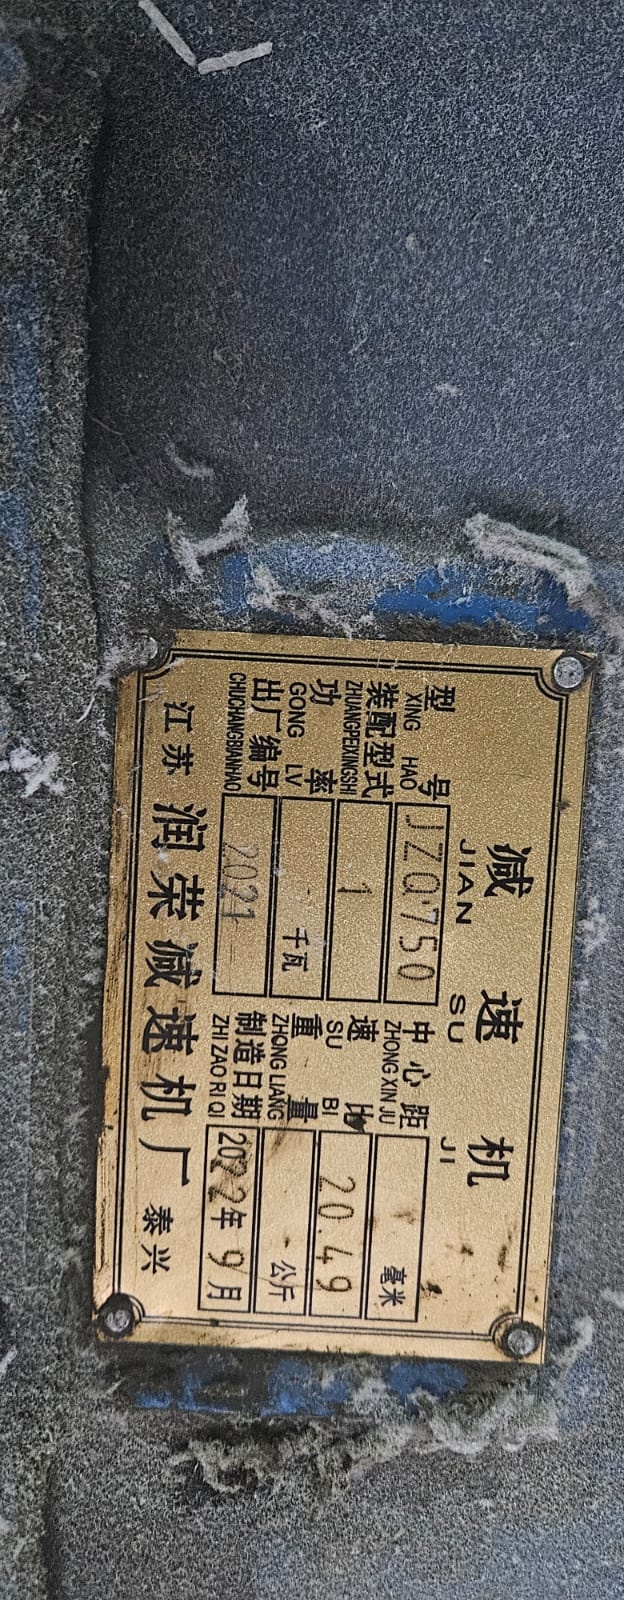 减速机
JIAN SU JI
型号 JZQ750 中心距 毫米
XING HAO ZHONG XIN JU
装配型式 1 速比 20.49
ZHUANGPEIXINGSHI SU BI
功率 千瓦 重量 公斤
GONG LV ZHONG LIANG
出厂编号 2021 制造日期 2022年9月
CHUCHANGBIANHAO ZHI ZAO RI QI
江苏 润荣减速机厂 泰兴